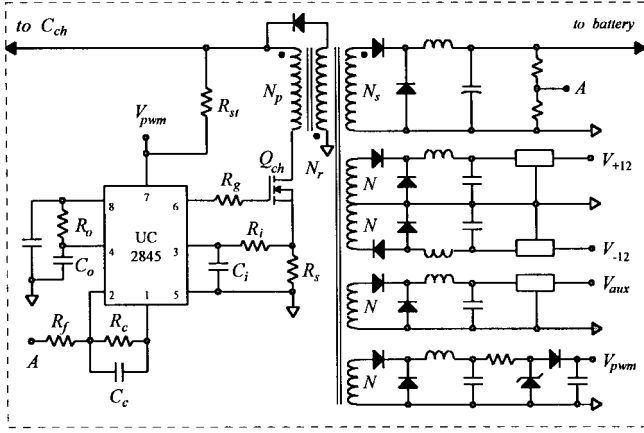 to C_ch
to battery
N_p
N_s
R_st
V_pwm
A
N_r
Q_ch
V_+12
R_g
N
8
7
6
R_o
UC
2845
R_i
4
3
N
C_o
C_i
R_s
V_-12
2
1
5
V_aux
R_f
R_c
N
A
C_c
V_pwm
N